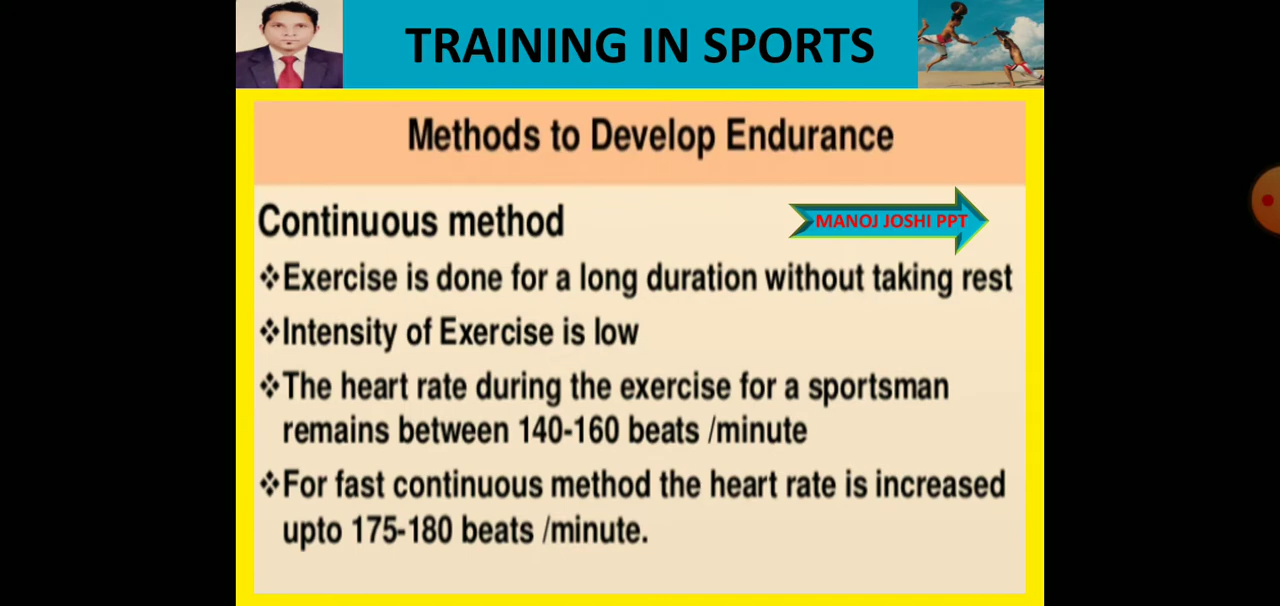 TRAINING IN SPORTS
Methods to Develop Endurance
Continuous method
MANOJ JOSHI PPT
❖Exercise is done for a long duration without taking rest
❖Intensity of Exercise is low
❖The heart rate during the exercise for a sportsman
remains between 140-160 beats /minute
❖For fast continuous method the heart rate is increased
upto 175-180 beats /minute.